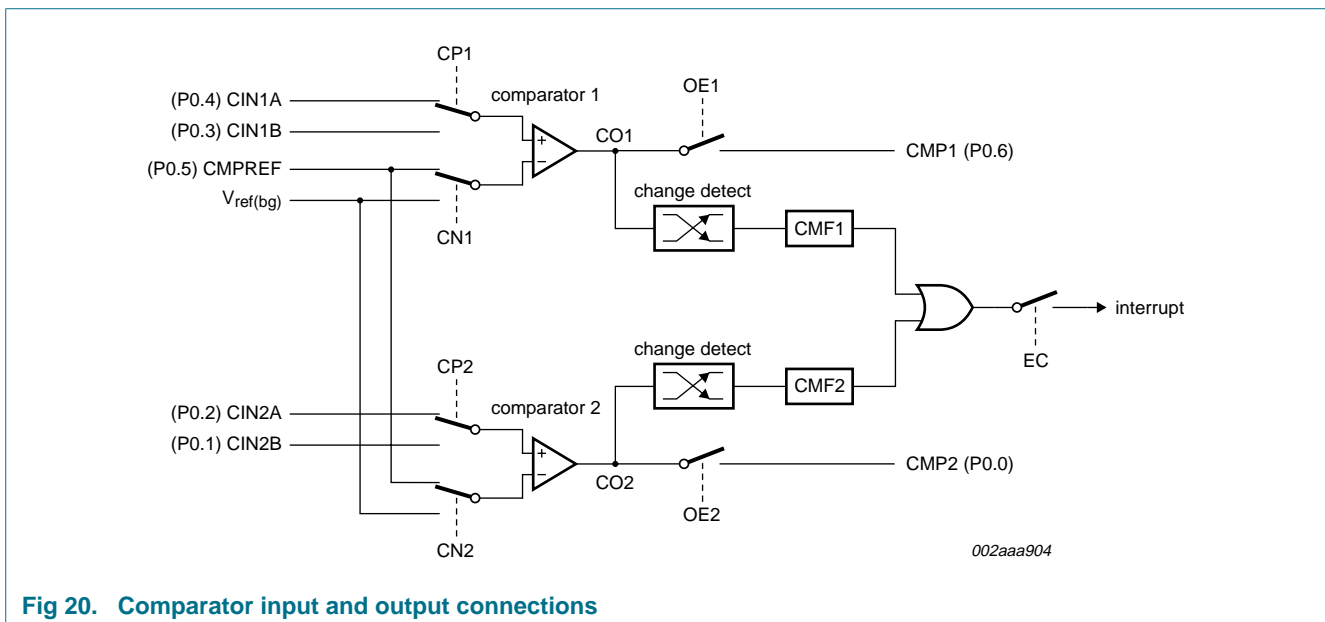 CP1
comparator 1
OE1
(P0.4) CIN1A
(P0.3) CIN1B
CO1
CMP1 (P0.6)
(P0.5) CMPREF
change detect
Vref(bg)
CN1
CMF1
interrupt
EC
CP2
comparator 2
change detect
CMF2
(P0.2) CIN2A
(P0.1) CIN2B
CO2
CMP2 (P0.0)
OE2
CN2
002aaa904
Fig 20. Comparator input and output connections